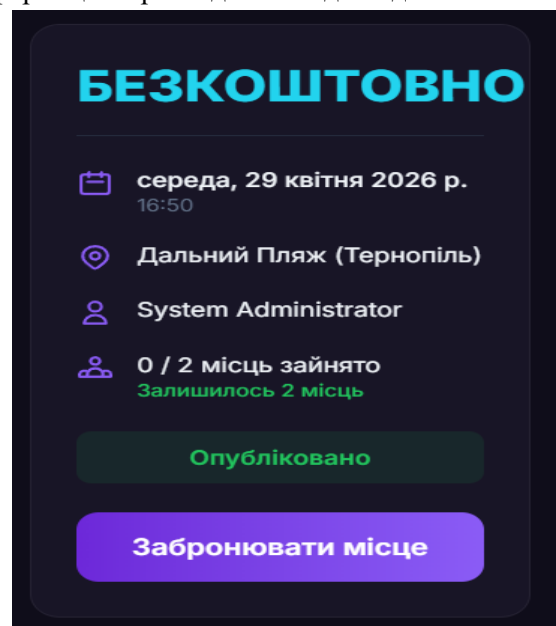 БЕЗКОШТОВНО
середа, 29 квітня 2026 р.
16:50
Дальний Пляж (Тернопіль)
System Administrator
0 / 2 місць зайнято
Залишилось 2 місць
Опубліковано
Забронювати місце